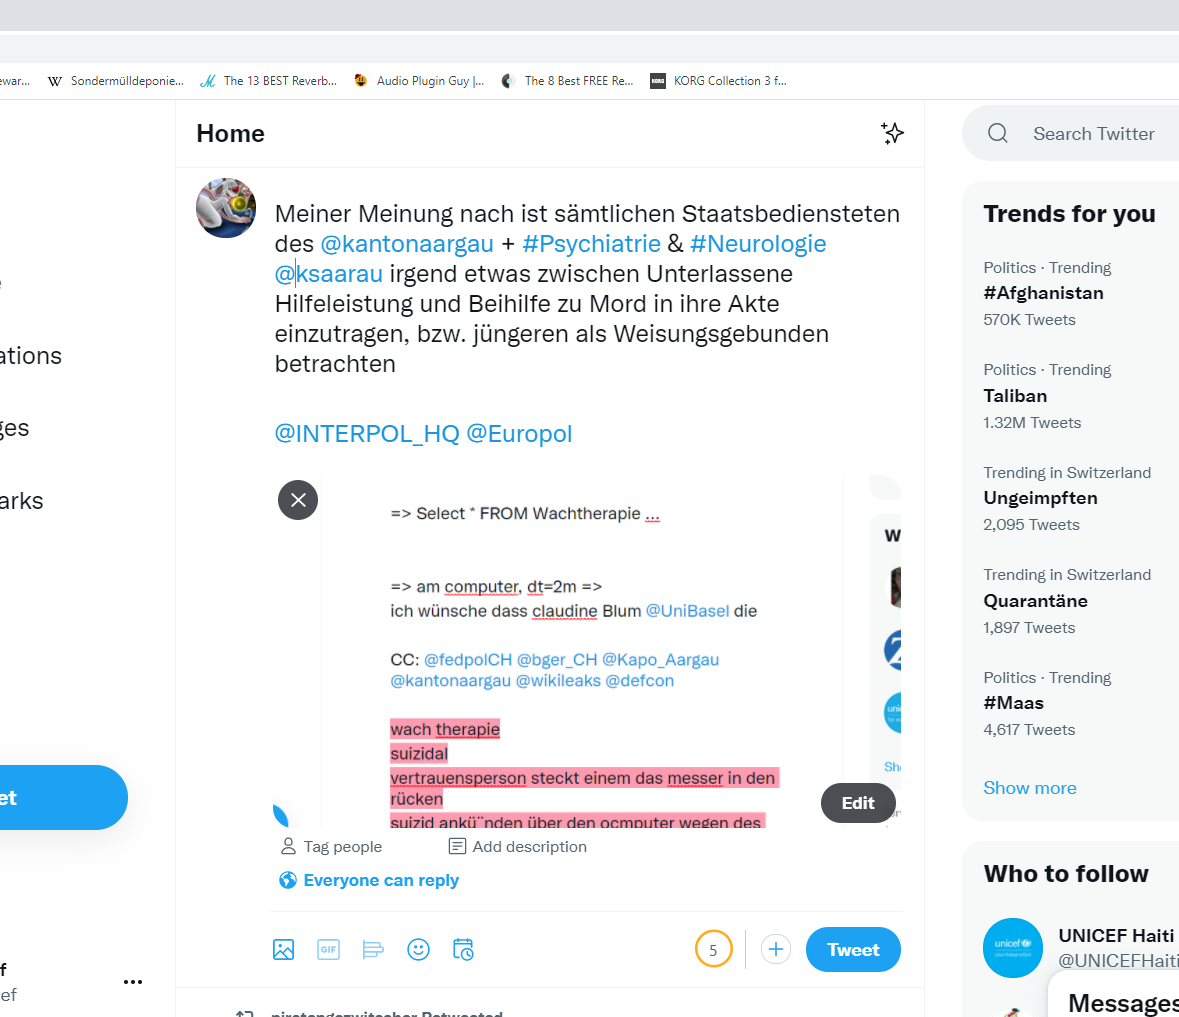 Sondermülldeponie...
The 13 BEST Reverb...
Audio Plugin Guy |...
The 8 Best FREE Re...
KORG
KORG Collection 3 f...
Home
Meiner Meinung nach ist sämtlichen Staatsbediensteten
des @kantonaargau + #Psychiatrie & #Neurologie
@ksaarau irgend etwas zwischen Unterlassene
Hilfeleistung und Beihilfe zu Mord in ihre Akte
einzutragen, bzw. jüngeren als Weisungsgebunden
betrachten
@INTERPOL_HQ @Europol
=> Select * FROM Wachtherapie ...
=> am computer, dt=2m =>
ich wünsche dass claudine Blum @UniBasel die
CC: @fedpolCH @bger_CH @Kapo_Aargau
@kantonaargau @wikileaks @defcon
wach therapie
suizidal
vertrauensperson steckt einem das messer in den
rücken
suizid ankü¨nden über den ocmputer wegen des
Edit
Tag people
Add description
Everyone can reply
GIF
5
Tweet
Search Twitter
Trends for you
Politics · Trending
#Afghanistan
570K Tweets
Politics · Trending
Taliban
1.32M Tweets
Trending in Switzerland
Ungeimpften
2,095 Tweets
Trending in Switzerland
Quarantäne
1,897 Tweets
Politics · Trending
#Maas
4,617 Tweets
Show more
Who to follow
unicef
UNICEF Haiti
@UNICEFHaiti
Messages